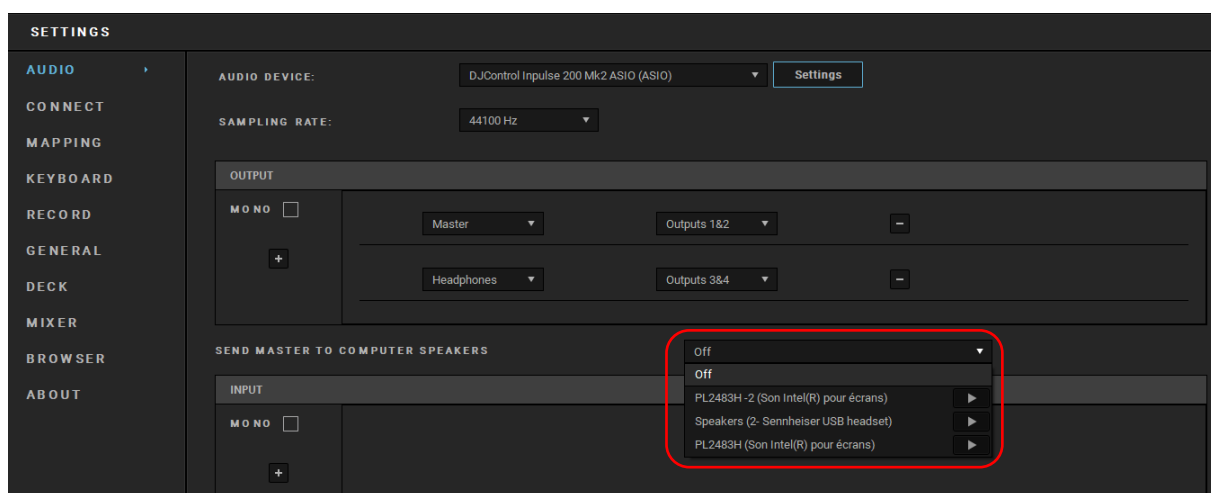 SETTINGS
AUDIO
CONNECT
MAPPING
KEYBOARD
RECORD
GENERAL
DECK
MIXER
BROWSER
ABOUT
AUDIO DEVICE: DJControl Inpulse 200 Mk2 ASIO (ASIO) Settings
SAMPLING RATE: 44100 Hz
OUTPUT
MONO
Master Outputs 1&2
Headphones Outputs 3&4
SEND MASTER TO COMPUTER SPEAKERS Off
Off
PL2483H -2 (Son Intel(R) pour écrans)
Speakers (2- Sennheiser USB headset)
PL2483H (Son Intel(R) pour écrans)
INPUT
MONO